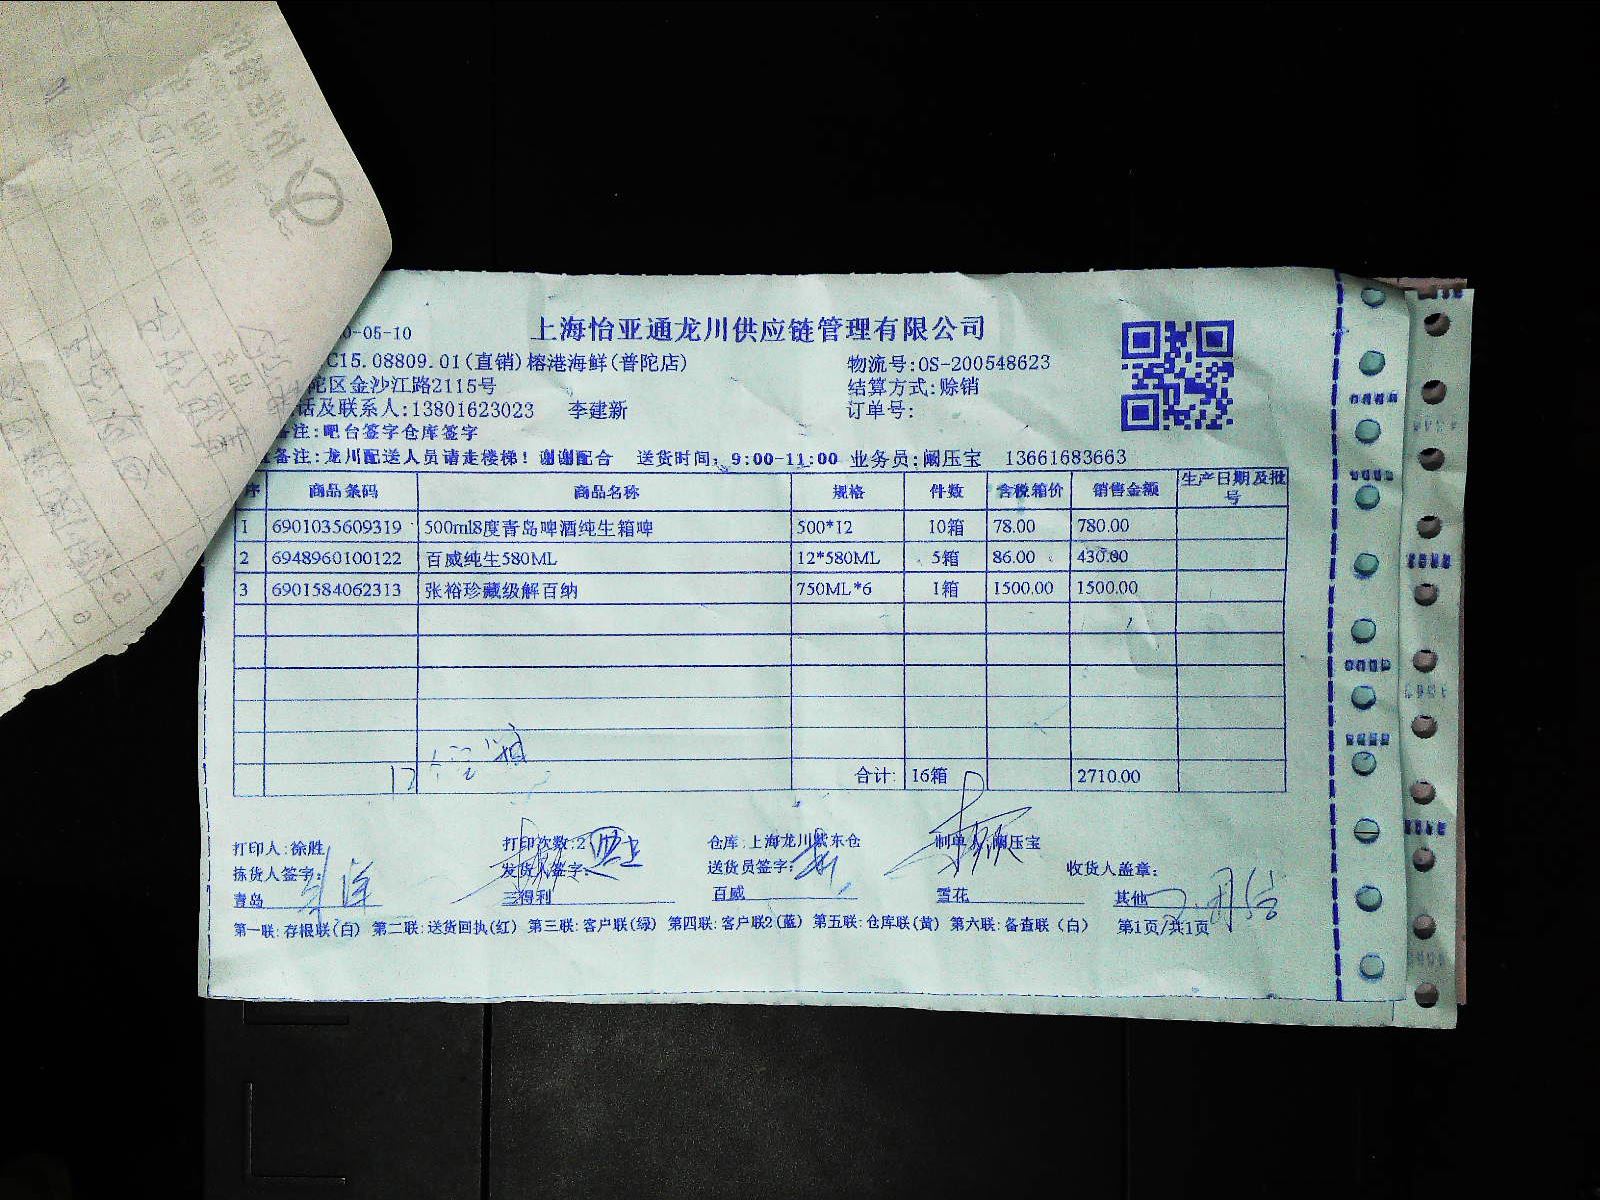 0-05-10
上海怡亚通龙川供应链管理有限公司
C15.08809.01(直销)榕港海鲜(普陀店) 物流号:OS-200548623
陀区金沙江路2115号 结算方式:赊销
话及联系人:13801623023 李建新 订单号:
备注:吧台签字仓库签字
备注:龙川配送人员请走楼梯！谢谢配合 送货时间：9:00-11:00 业务员:阚压宝 13661683663
序 商品条码 商品名称 规格 件数 含税箱价 销售金额 生产日期及批号
1 6901035609319 500ml8度青岛啤酒纯生箱啤 500*12 10箱 78.00 780.00
2 6948960100122 百威纯生580ML 12*580ML 5箱 86.00 430.00
3 6901584062313 张裕珍藏级解百纳 750ML*6 1箱 1500.00 1500.00
合计: 16箱 2710.00
打印人:徐胜 打印次数:2 仓库:上海龙川紫东仓 制单人:阚压宝
拣货人签字: 发货人签字: 送货员签字: 收货人盖章:
青岛 三得利 百威 雪花 其他
第一联:存根联(白) 第二联:送货回执(红) 第三联:客户联(绿) 第四联:客户联2(蓝) 第五联:仓库联(黄) 第六联:备查联(白) 第1页/共1页